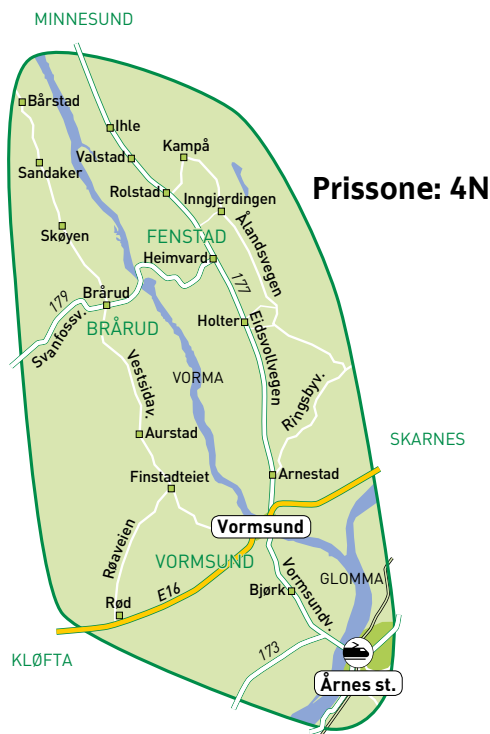 MINNESUND
Bårstad
Ihle
Kampå
Valstad
Sandaker
Prissone: 4N
Rolstad
Inngjerdingen
Ålandsvegen
Skøyen
FENSTAD
Heimvard
177
179
Brårud
Svanfossv.
BRÅRUD
Holter
Eidsvollvegen
Vestsidav.
VORMA
Ringsbyv.
Aurstad
SKARNES
Arnestad
Finstadteiet
Vormsund
Røaveien
VORMSUND
E16
Bjørk
Vormsundv.
GLOMMA
Rød
173
KLØFTA
Årnes st.